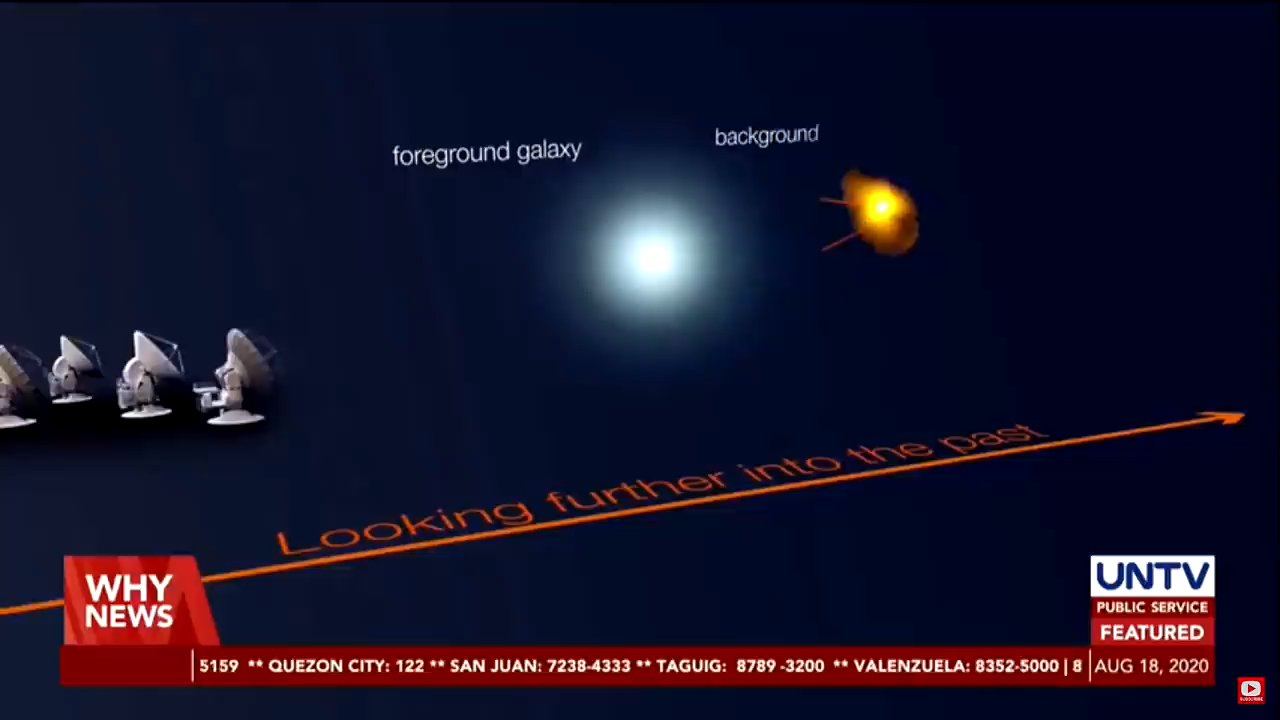 foreground galaxy
background
Looking further into the past
WHY
NEWS
UNTV
PUBLIC SERVICE
FEATURED
5159 ** QUEZON CITY: 122 ** SAN JUAN: 7238-4333 ** TAGUIG: 8789 -3200 ** VALENZUELA: 8352-5000 | 8
AUG 18, 2020
SUBSCRIBE